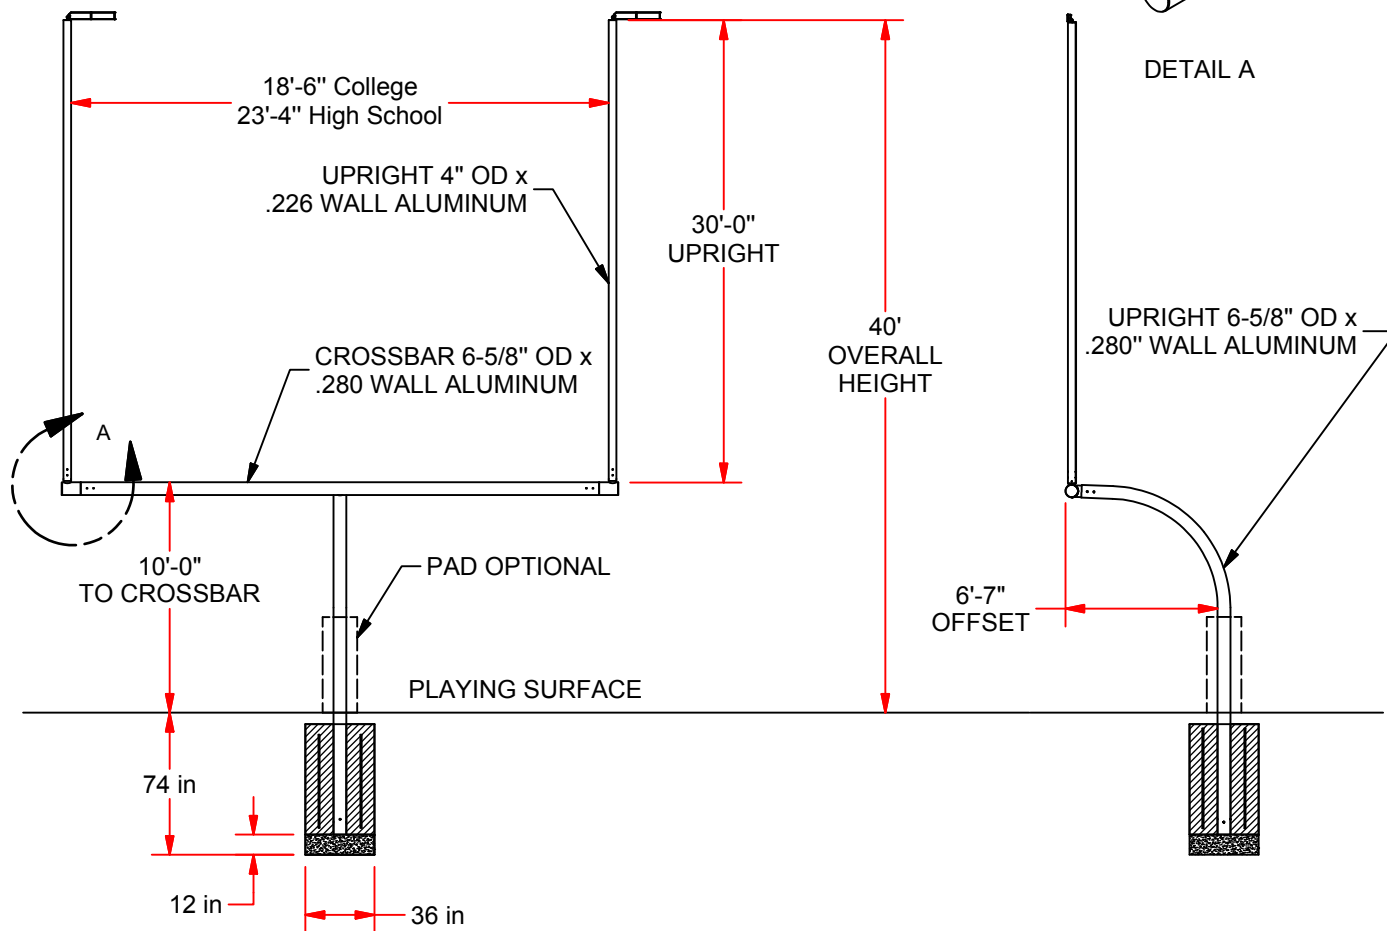 DETAIL A
18'-6" College
23'-4" High School
UPRIGHT 4" OD x
.226 WALL ALUMINUM
30'-0"
UPRIGHT
40'
OVERALL
HEIGHT
UPRIGHT 6-5/8" OD x
.280" WALL ALUMINUM
CROSSBAR 6-5/8" OD x
.280 WALL ALUMINUM
A
10'-0"
TO CROSSBAR
PAD OPTIONAL
6'-7"
OFFSET
PLAYING SURFACE
74 in
12 in
36 in